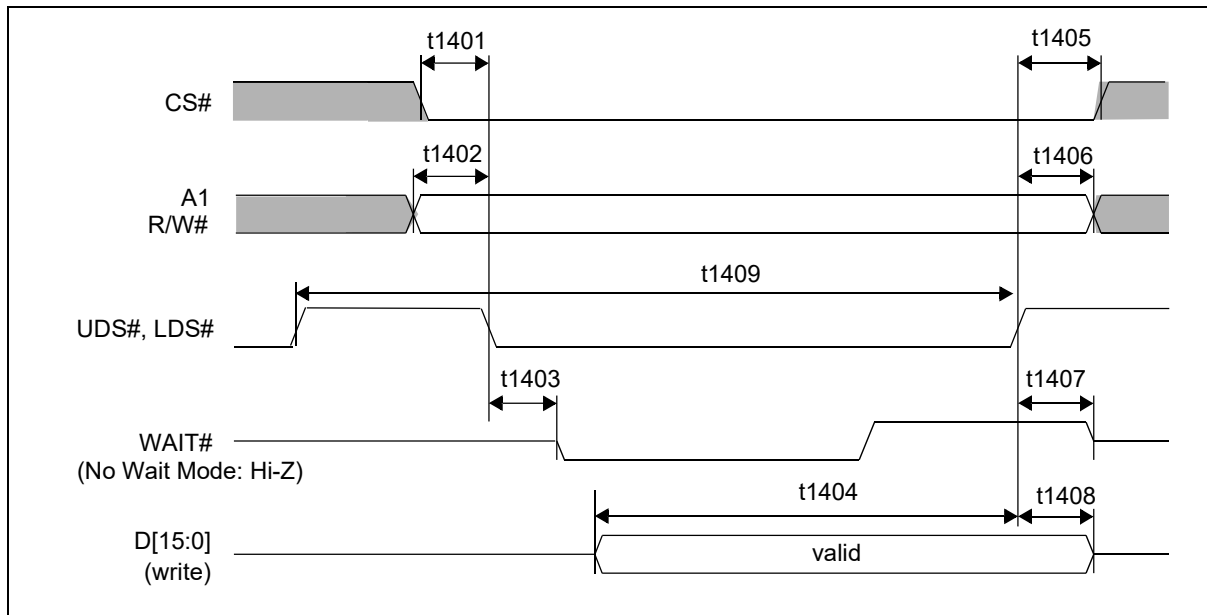 t1401
t1405
CS#
t1402
t1406
A1
R/W#
t1409
UDS#, LDS#
t1403
t1407
WAIT#
(No Wait Mode: Hi-Z)
t1404
t1408
D[15:0]
valid
(write)